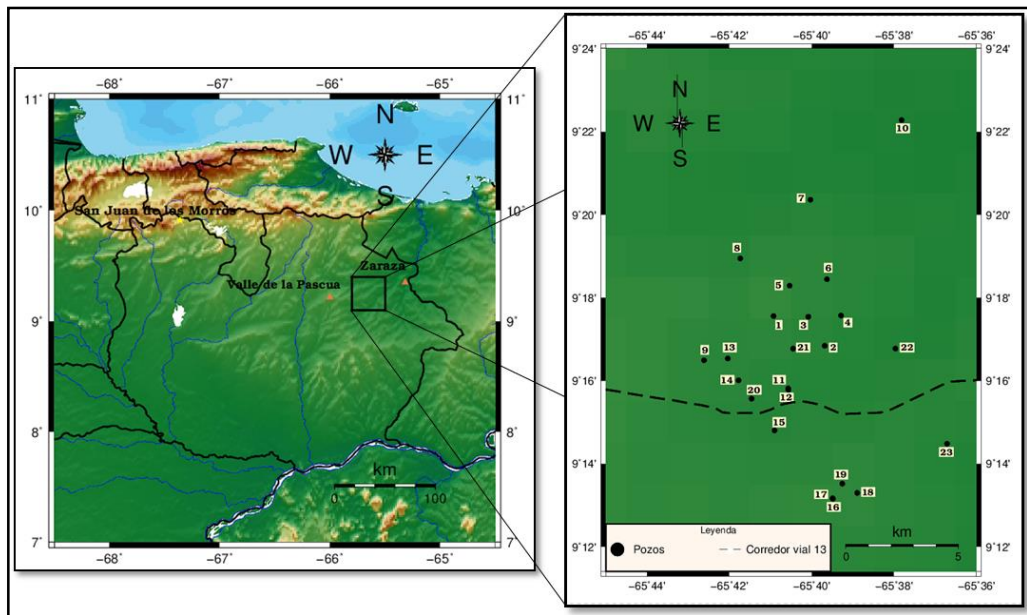 −68˚ −67˚ −66˚ −65˚
11˚ 11˚
N
W E
S
10˚ 10˚
San Juan de los Morros
Zaraza
Valle de la Pascua
9˚ 9˚
8˚ 8˚
km
0 100
7˚ 7˚
−68˚ −67˚ −66˚ −65˚
−65˚44' −65˚42' −65˚40' −65˚38' −65˚36'
9˚24' 9˚24'
N
W E
S
9˚22' 9˚22'
10
9˚20' 9˚20'
7
8
6
5
9˚18' 9˚18'
1 3 4
9 13 21 2 22
9˚16' 9˚16'
14 11
20
12
15
23
9˚14' 9˚14'
19
17 18
16
Leyenda
Pozos Corredor vial 13
km
0 5
9˚12' 9˚12'
−65˚44' −65˚42' −65˚40' −65˚38' −65˚36'